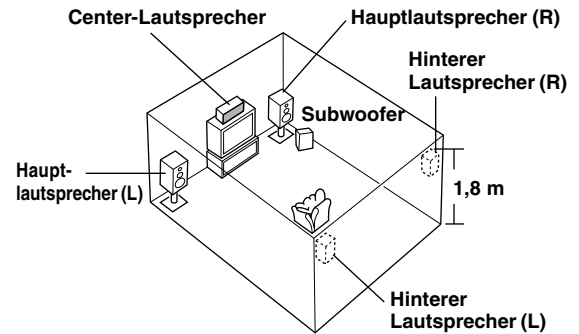 Center-Lautsprecher
Hauptlautsprecher (R)
Hinterer
Lautsprecher (R)
Subwoofer
Haupt-
lautsprecher (L)
1,8 m
Hinterer
Lautsprecher (L)